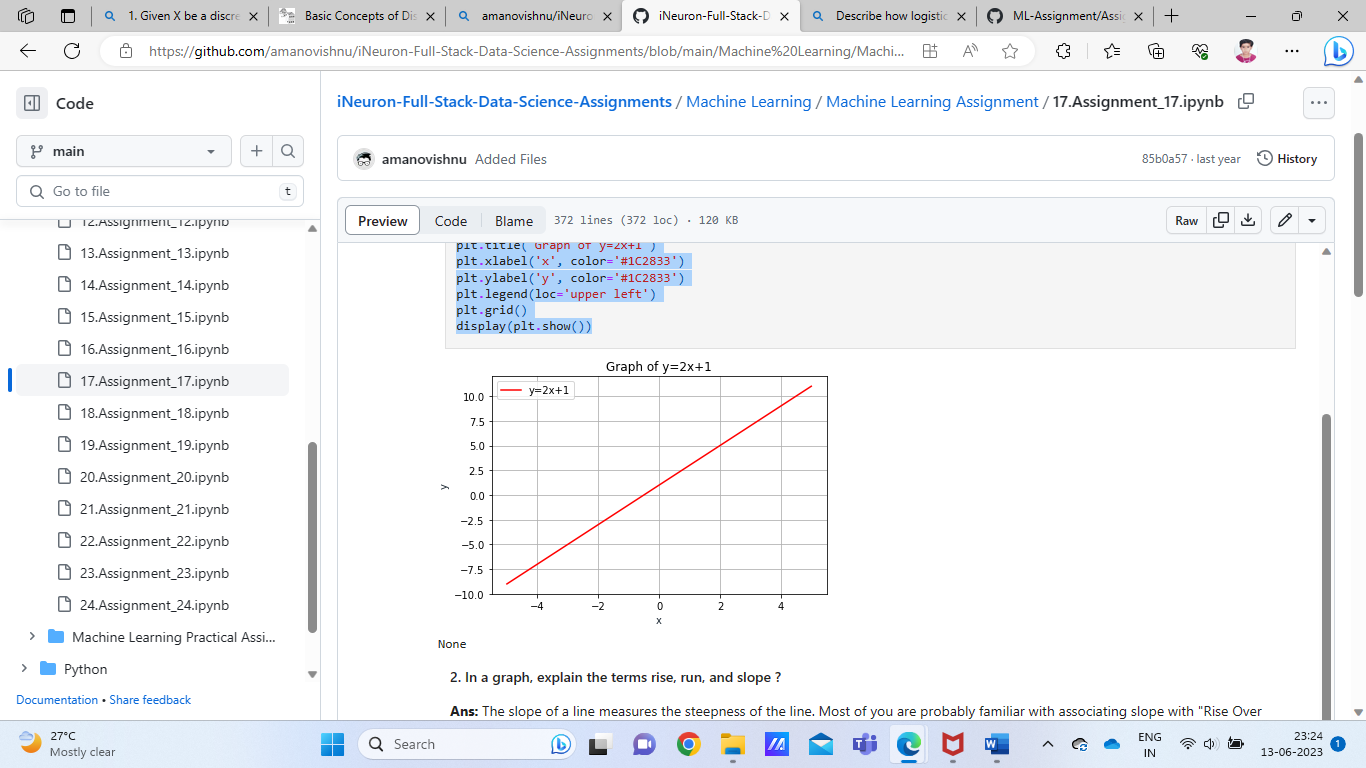 1. Given X be a discre
Basic Concepts of Dis
amanovishnu/iNeuro
iNeuron-Full-Stack-D
Describe how logistic
ML-Assignment/Assi
https://github.com/amanovishnu/iNeuron-Full-Stack-Data-Science-Assignments/blob/main/Machine%20Learning/Machi...
Code
main
Go to file
t
12.Assignment_12.ipynb
13.Assignment_13.ipynb
14.Assignment_14.ipynb
15.Assignment_15.ipynb
16.Assignment_16.ipynb
17.Assignment_17.ipynb
18.Assignment_18.ipynb
19.Assignment_19.ipynb
20.Assignment_20.ipynb
21.Assignment_21.ipynb
22.Assignment_22.ipynb
23.Assignment_23.ipynb
24.Assignment_24.ipynb
Machine Learning Practical Assi...
Python
Documentation • Share feedback
iNeuron-Full-Stack-Data-Science-Assignments / Machine Learning / Machine Learning Assignment / 17.Assignment_17.ipynb
amanovishnu Added Files
85b0a57 · last year History
Preview Code Blame 372 lines (372 loc) · 120 KB Raw
plt.title('Graph of y=2x+1')
plt.xlabel('x', color='#1C2833')
plt.ylabel('y', color='#1C2833')
plt.legend(loc='upper left')
plt.grid()
display(plt.show())
Graph of y=2x+1
y=2x+1
10.0
7.5
5.0
2.5
0.0
−2.5
−5.0
−7.5
−10.0
y
−4 −2 0 2 4
x
None
2. In a graph, explain the terms rise, run, and slope ?
Ans: The slope of a line measures the steepness of the line. Most of you are probably familiar with associating slope with "Rise Over
27°C
Mostly clear
Search
ENG
IN
23:24
13-06-2023
1